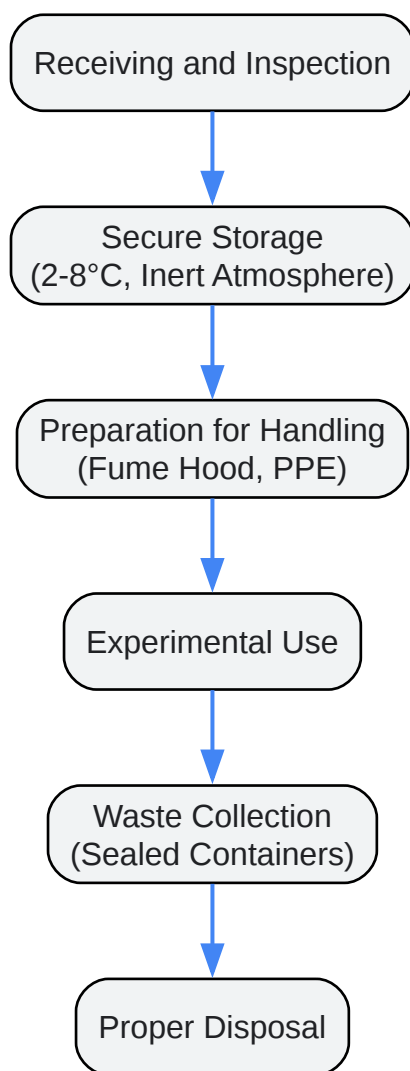 Receiving and Inspection
Secure Storage
(2-8°C, Inert Atmosphere)
Preparation for Handling
(Fume Hood, PPE)
Experimental Use
Waste Collection
(Sealed Containers)
Proper Disposal